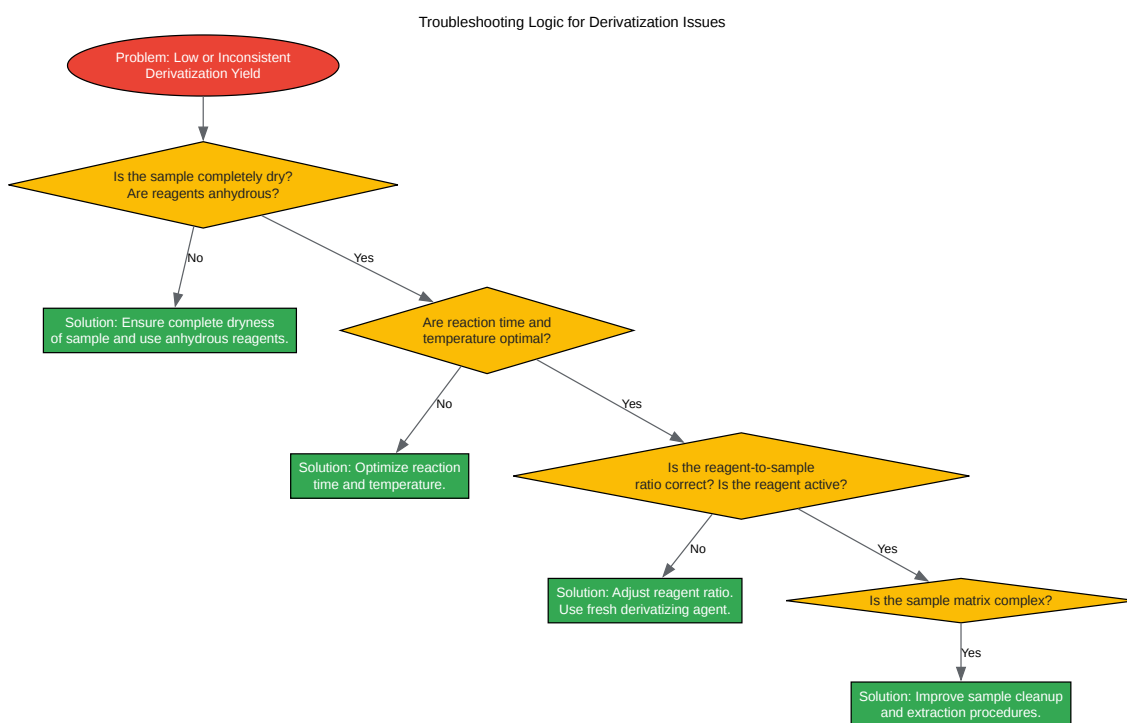 Troubleshooting Logic for Derivatization Issues
Problem: Low or Inconsistent
Derivatization Yield
Is the sample completely dry?
Are reagents anhydrous?
No
Yes
Solution: Ensure complete dryness
of sample and use anhydrous reagents.
Are reaction time and
temperature optimal?
No
Yes
Solution: Optimize reaction
time and temperature.
Is the reagent-to-sample
ratio correct? Is the reagent active?
No
Yes
Solution: Adjust reagent ratio.
Use fresh derivatizing agent.
Is the sample matrix complex?
Yes
Solution: Improve sample cleanup
and extraction procedures.